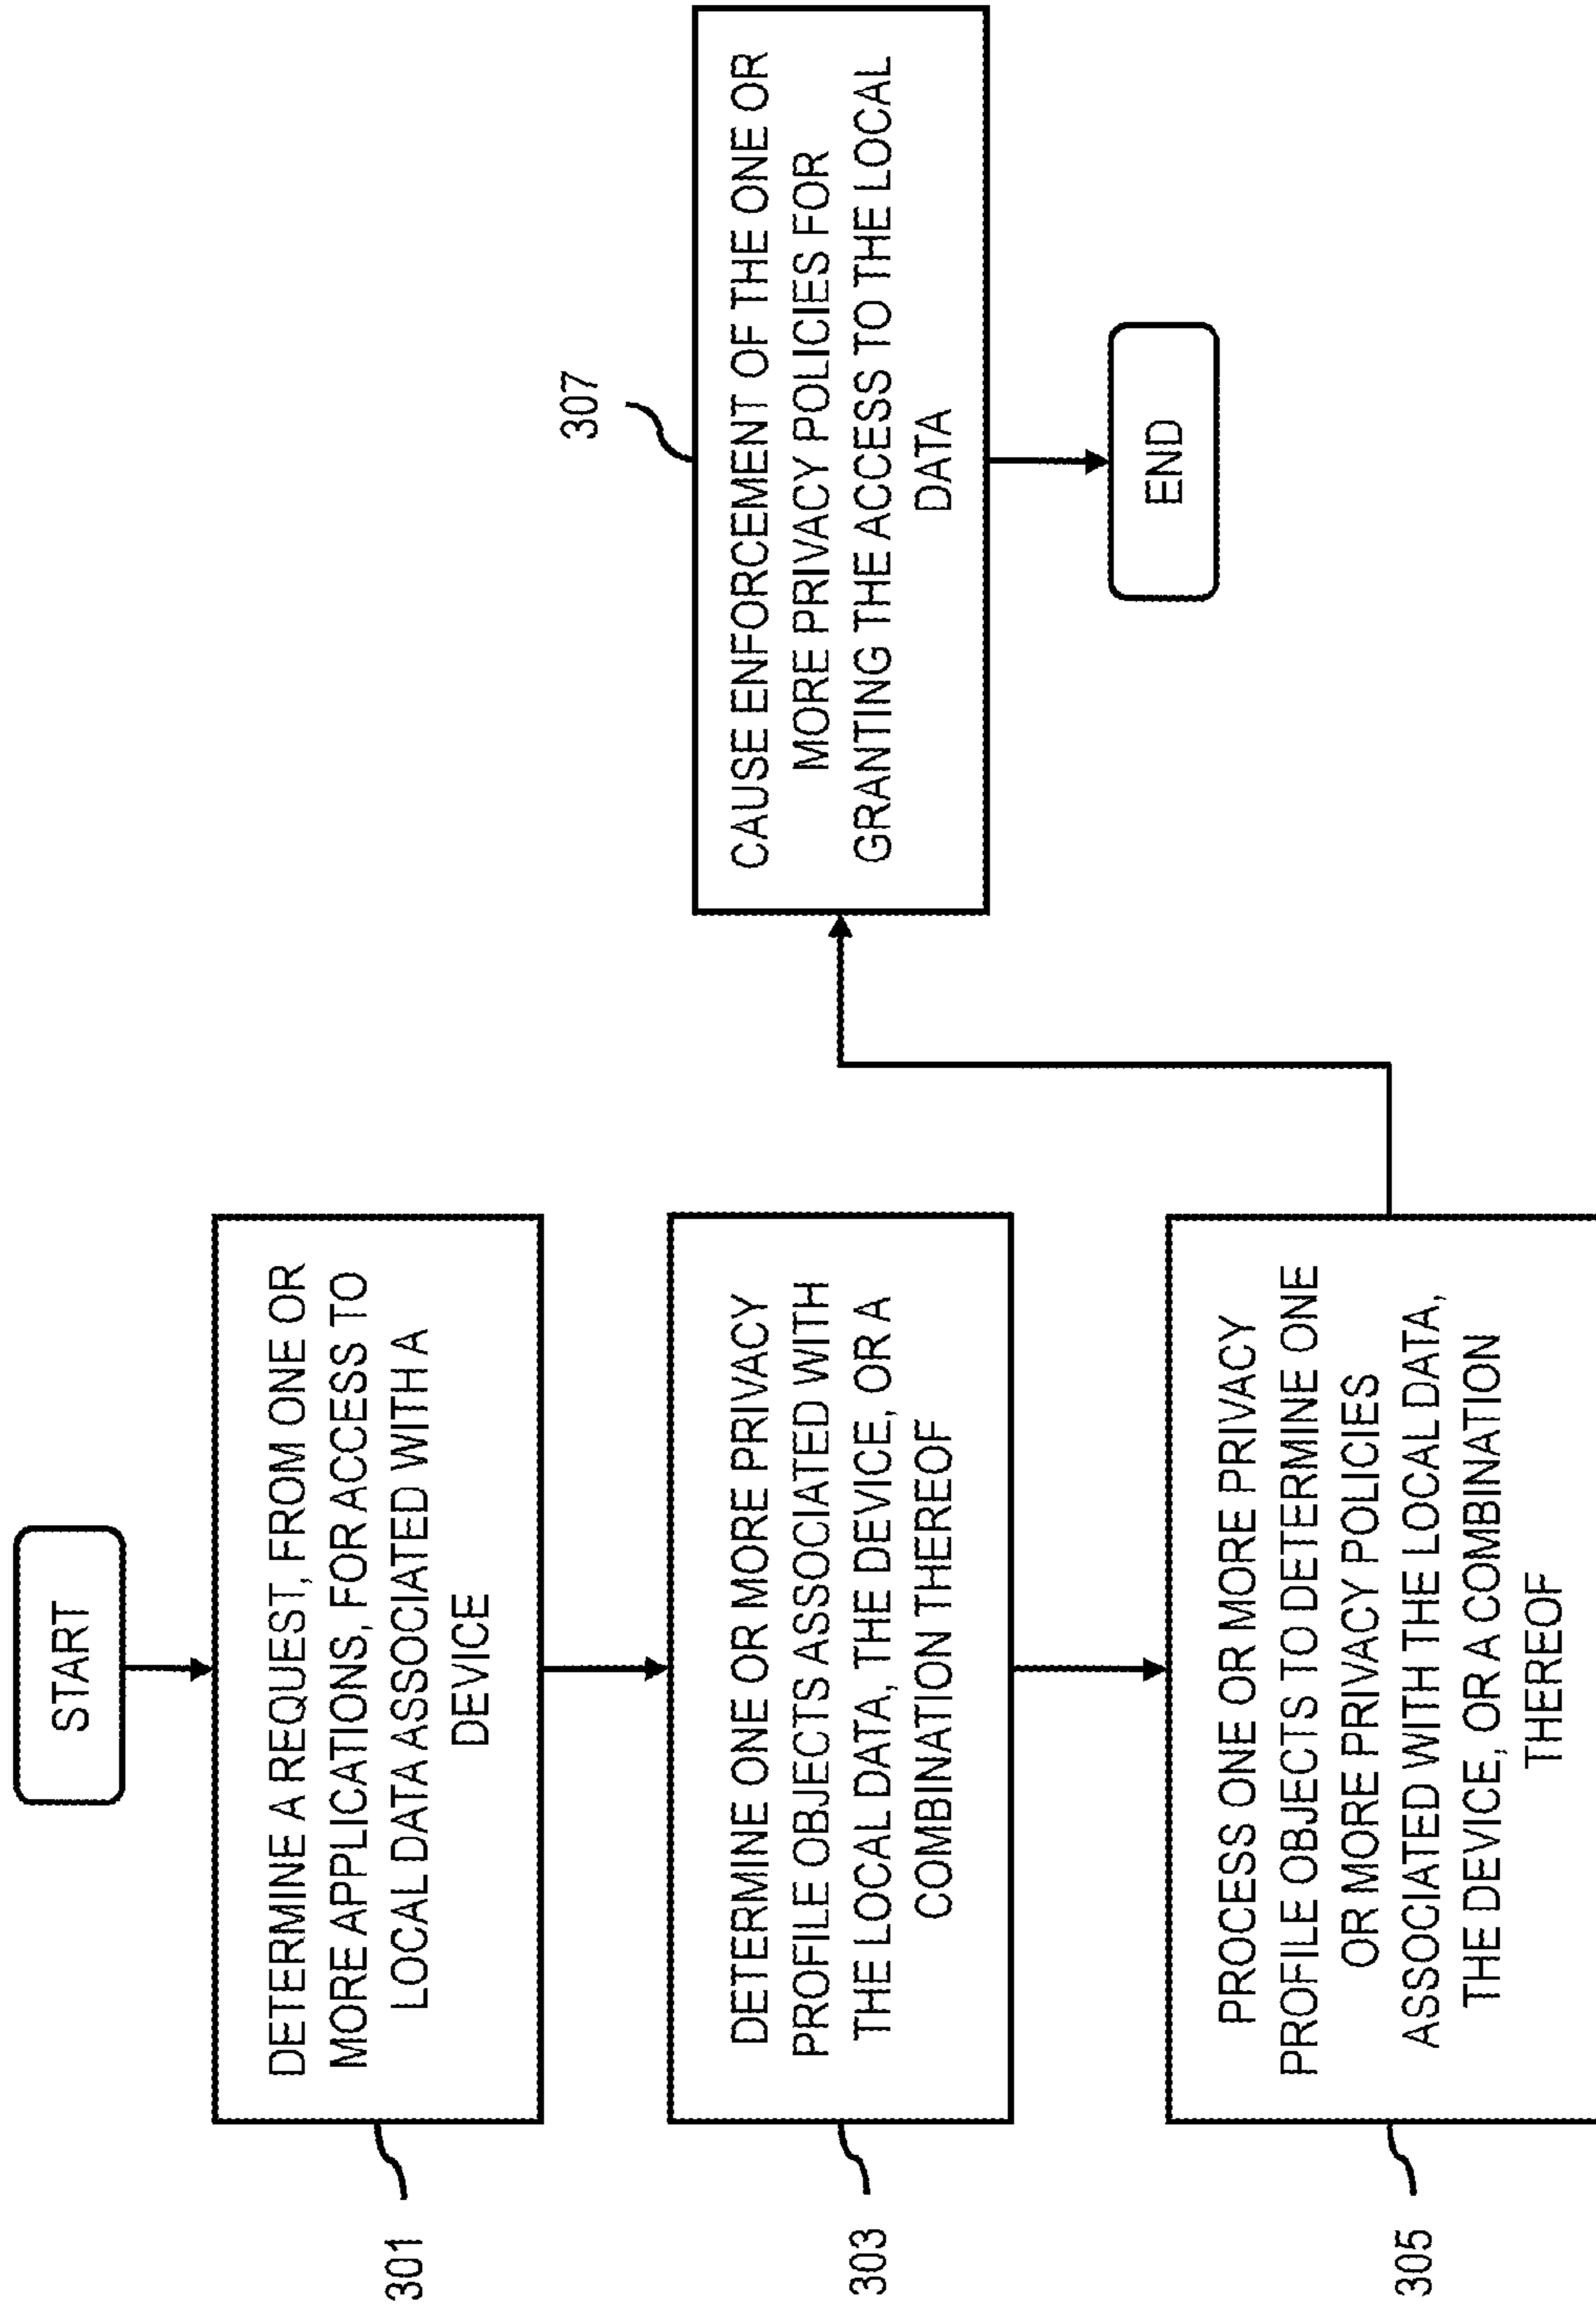 START
301
DETERMINE A REQUEST, FROM ONE OR
MORE APPLICATIONS, FOR ACCESS TO
LOCAL DATA ASSOCIATED WITH A
DEVICE
303
DETERMINE ONE OR MORE PRIVACY
PROFILE OBJECTS ASSOCIATED WITH
THE LOCAL DATA, THE DEVICE, OR A
COMBINATION THEREOF
305
PROCESS ONE OR MORE PRIVACY
PROFILE OBJECTS TO DETERMINE ONE
OR MORE PRIVACY POLICIES
ASSOCIATED WITH THE LOCAL DATA,
THE DEVICE, OR A COMBINATION
THEREOF
307
CAUSE ENFORCEMENT OF THE ONE OR
MORE PRIVACY POLICIES FOR
GRANTING THE ACCESS TO THE LOCAL
DATA
END